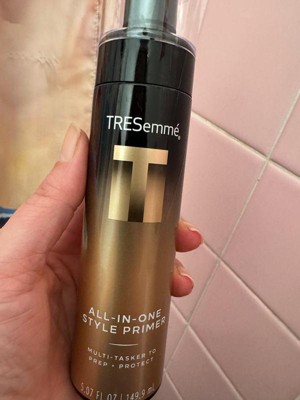 TRESemmé
T
ALL-IN-ONE
STYLE PRIMER
MULTI-TASKER TO
PREP + PROTECT
5.07 FL OZ | 149.9 ml